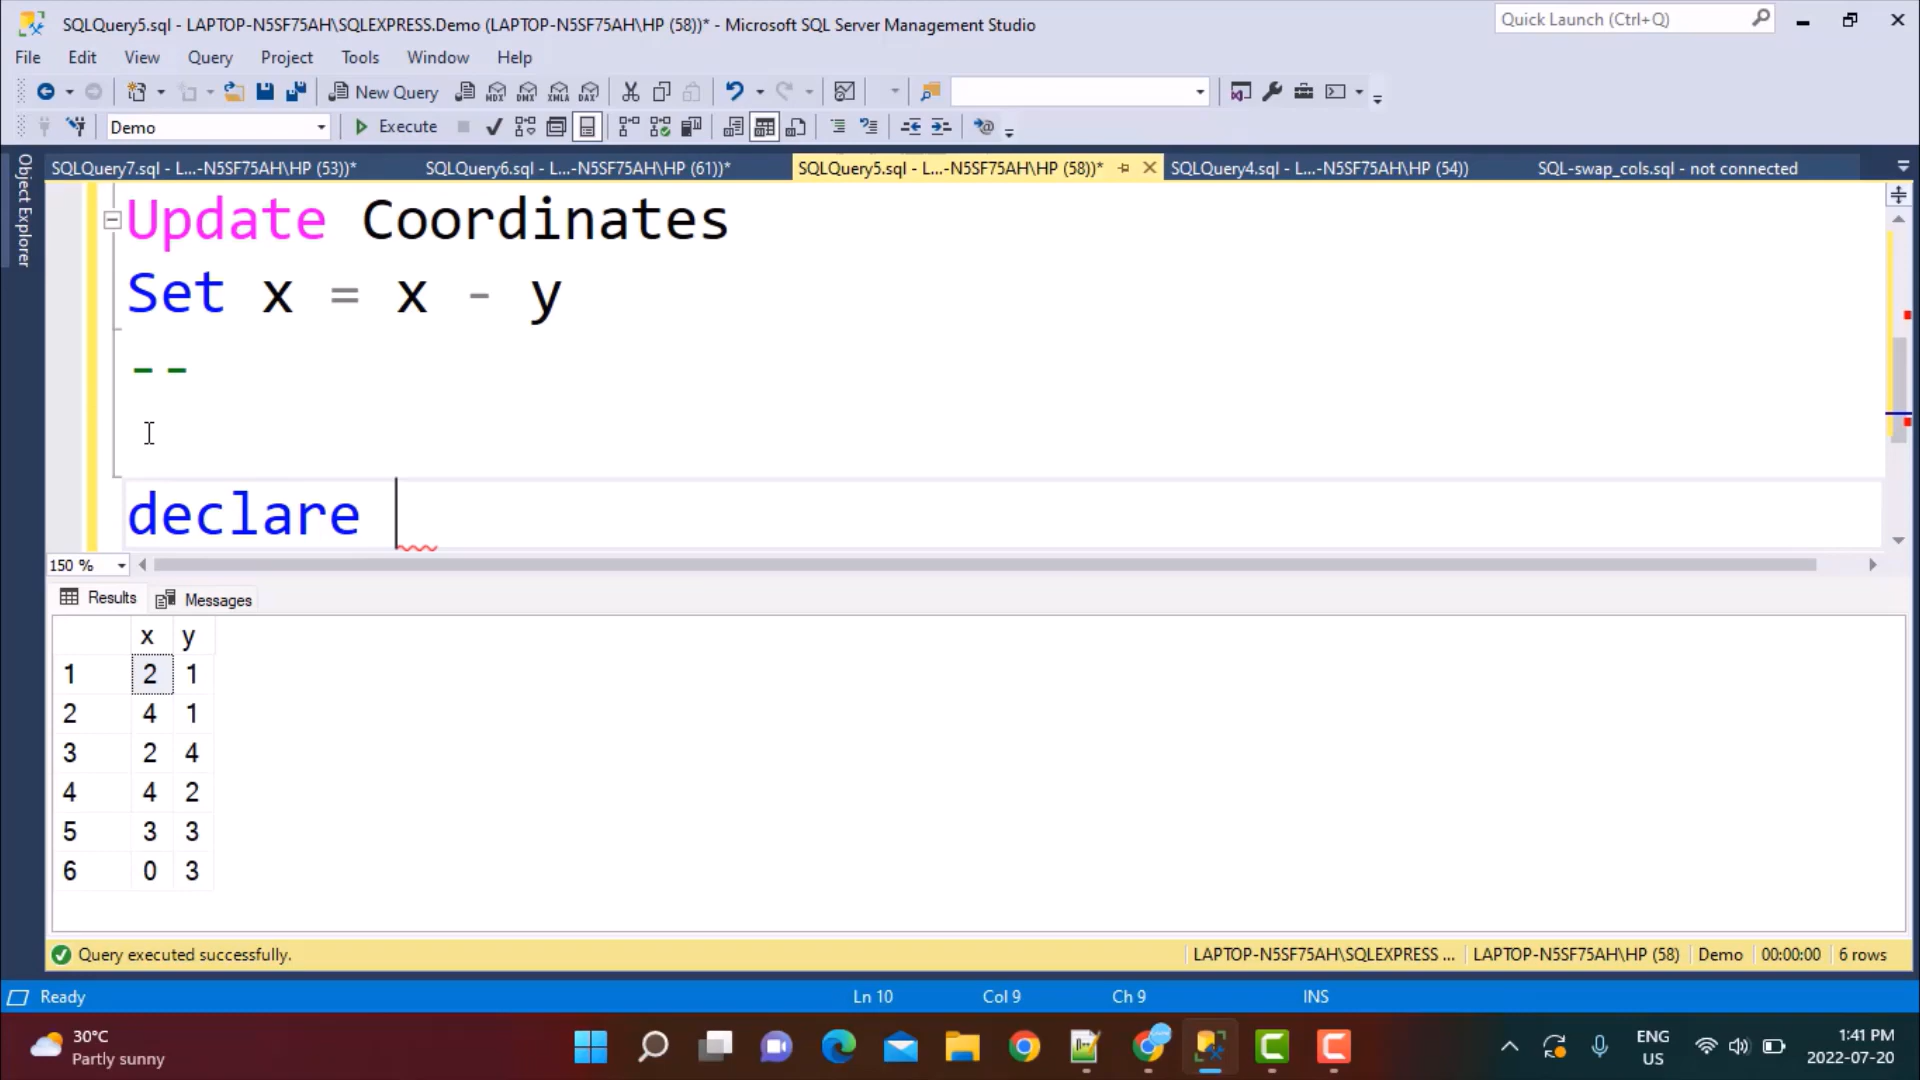 SQLQuery5.sql - LAPTOP-N5SF75AH\SQLEXPRESS.Demo (LAPTOP-N5SF75AH\HP (58))* - Microsoft SQL Server Management Studio
Quick Launch (Ctrl+Q)
File Edit View Query Project Tools Window Help
New Query
MDX DMX XMLA DAX
Demo
Execute
SQLQuery7.sql - L...-N5SF75AH\HP (53))*
SQLQuery6.sql - L...-N5SF75AH\HP (61))*
SQLQuery5.sql - L...-N5SF75AH\HP (58))*
SQLQuery4.sql - L...-N5SF75AH\HP (54))
SQL-swap_cols.sql - not connected
Object Explorer
Update Coordinates
Set x = x - y
--
declare
150 %
Results Messages
x y
1 2 1
2 4 1
3 2 4
4 4 2
5 3 3
6 0 3
Query executed successfully.
LAPTOP-N5SF75AH\SQLEXPRESS ...
LAPTOP-N5SF75AH\HP (58)
Demo
00:00:00
6 rows
Ready
Ln 10
Col 9
Ch 9
INS
30°C
Partly sunny
ENG
US
1:41 PM
2022-07-20